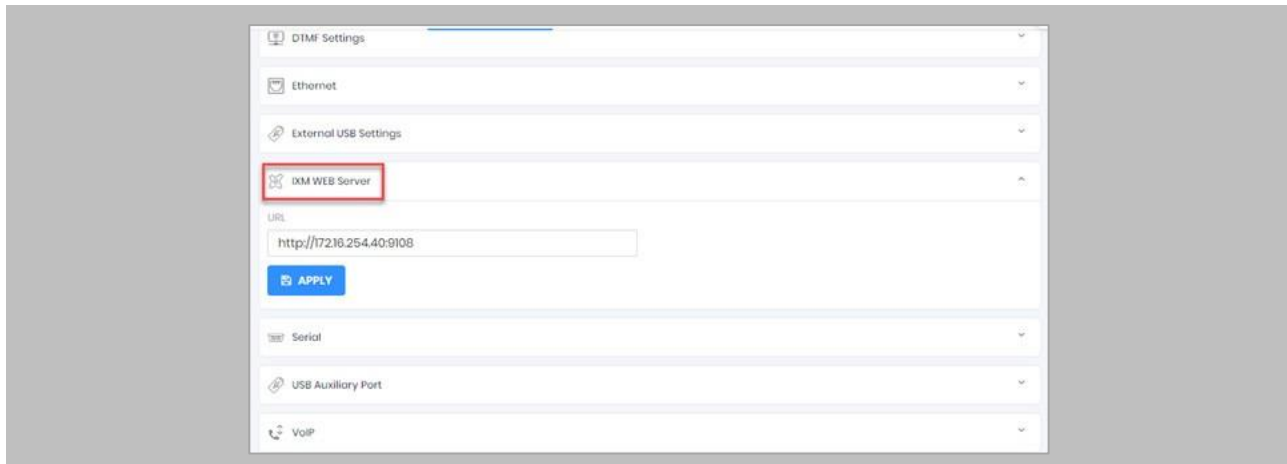 DTMF Settings
Ethernet
External USB Settings
IXM WEB Server
URL
http://172.16.254.40:9108
APPLY
Serial
USB Auxiliary Port
VoIP